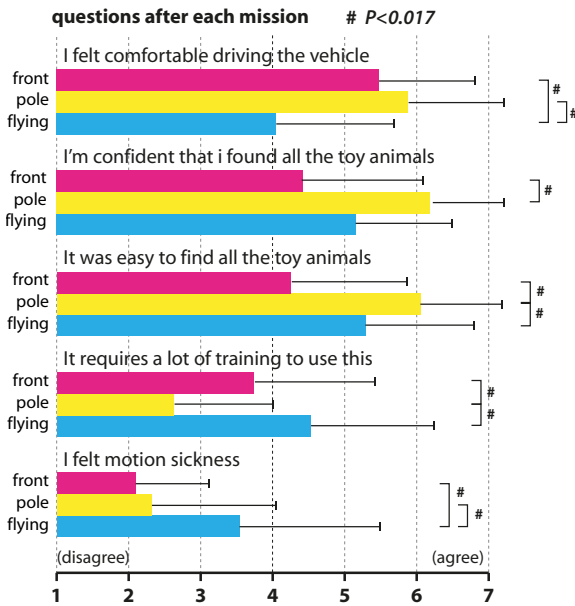 questions after each mission # P<0.017
I felt comfortable driving the vehicle
front
pole
flying
#
#
I'm confident that i found all the toy animals
front
pole
flying
#
It was easy to find all the toy animals
front
pole
flying
#
#
It requires a lot of training to use this
front
pole
flying
#
#
I felt motion sickness
front
pole
flying
#
#
(disagree) (agree)
1 2 3 4 5 6 7